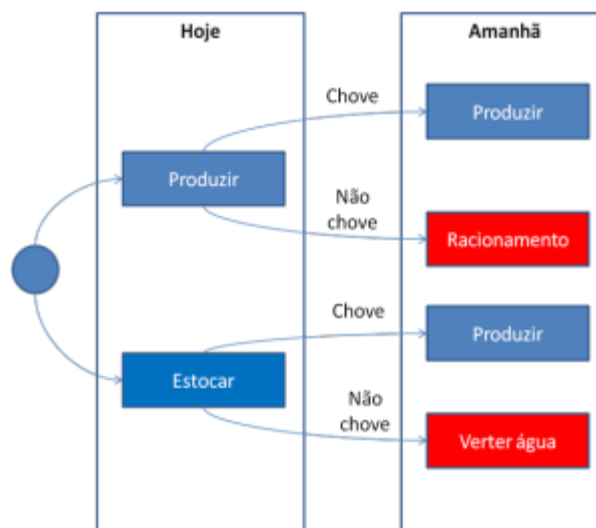 Hoje
Amanhã
Chove
Produzir
Produzir
Não
chove
Racionamento
Chove
Produzir
Estocar
Não
chove
Verter água